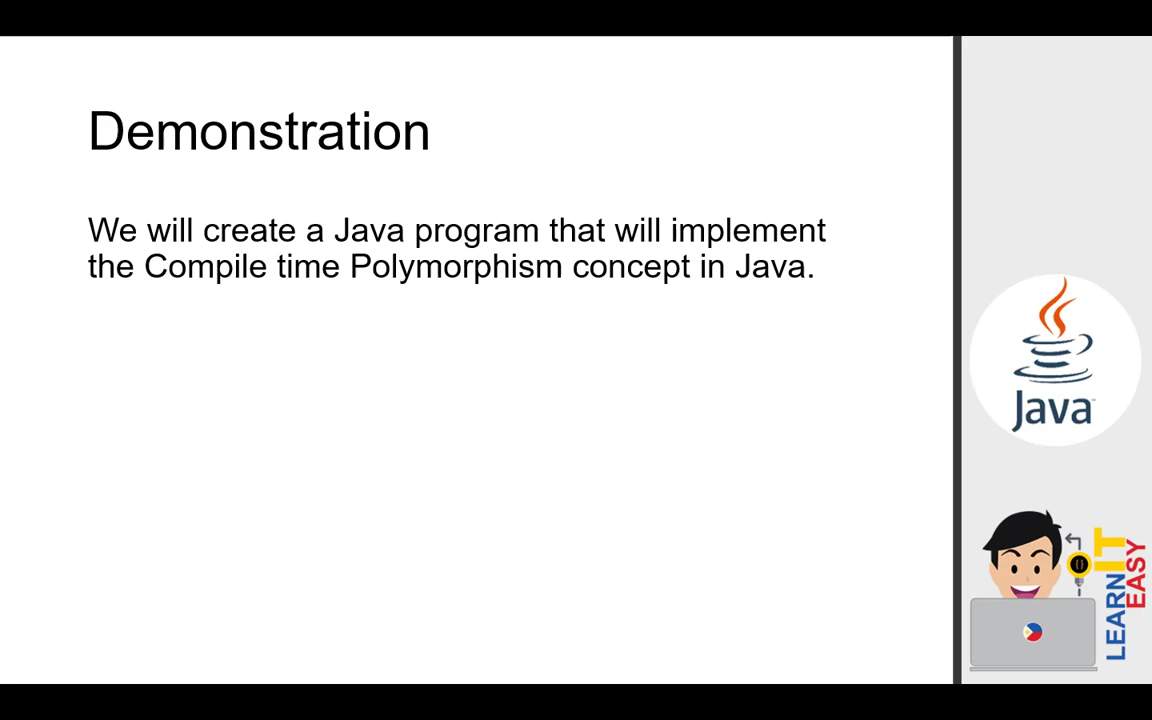 Demonstration
We will create a Java program that will implement
the Compile time Polymorphism concept in Java.
Java™
LEARN IT
EASY